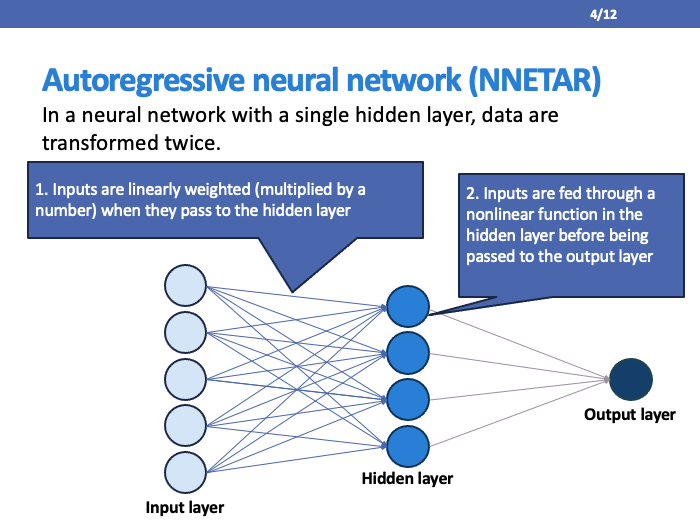 4/12
Autoregressive neural network (NNETAR)
In a neural network with a single hidden layer, data are
transformed twice.
1. Inputs are linearly weighted (multiplied by a
number) when they pass to the hidden layer
2. Inputs are fed through a
nonlinear function in the
hidden layer before being
passed to the output layer
Output layer
Hidden layer
Input layer